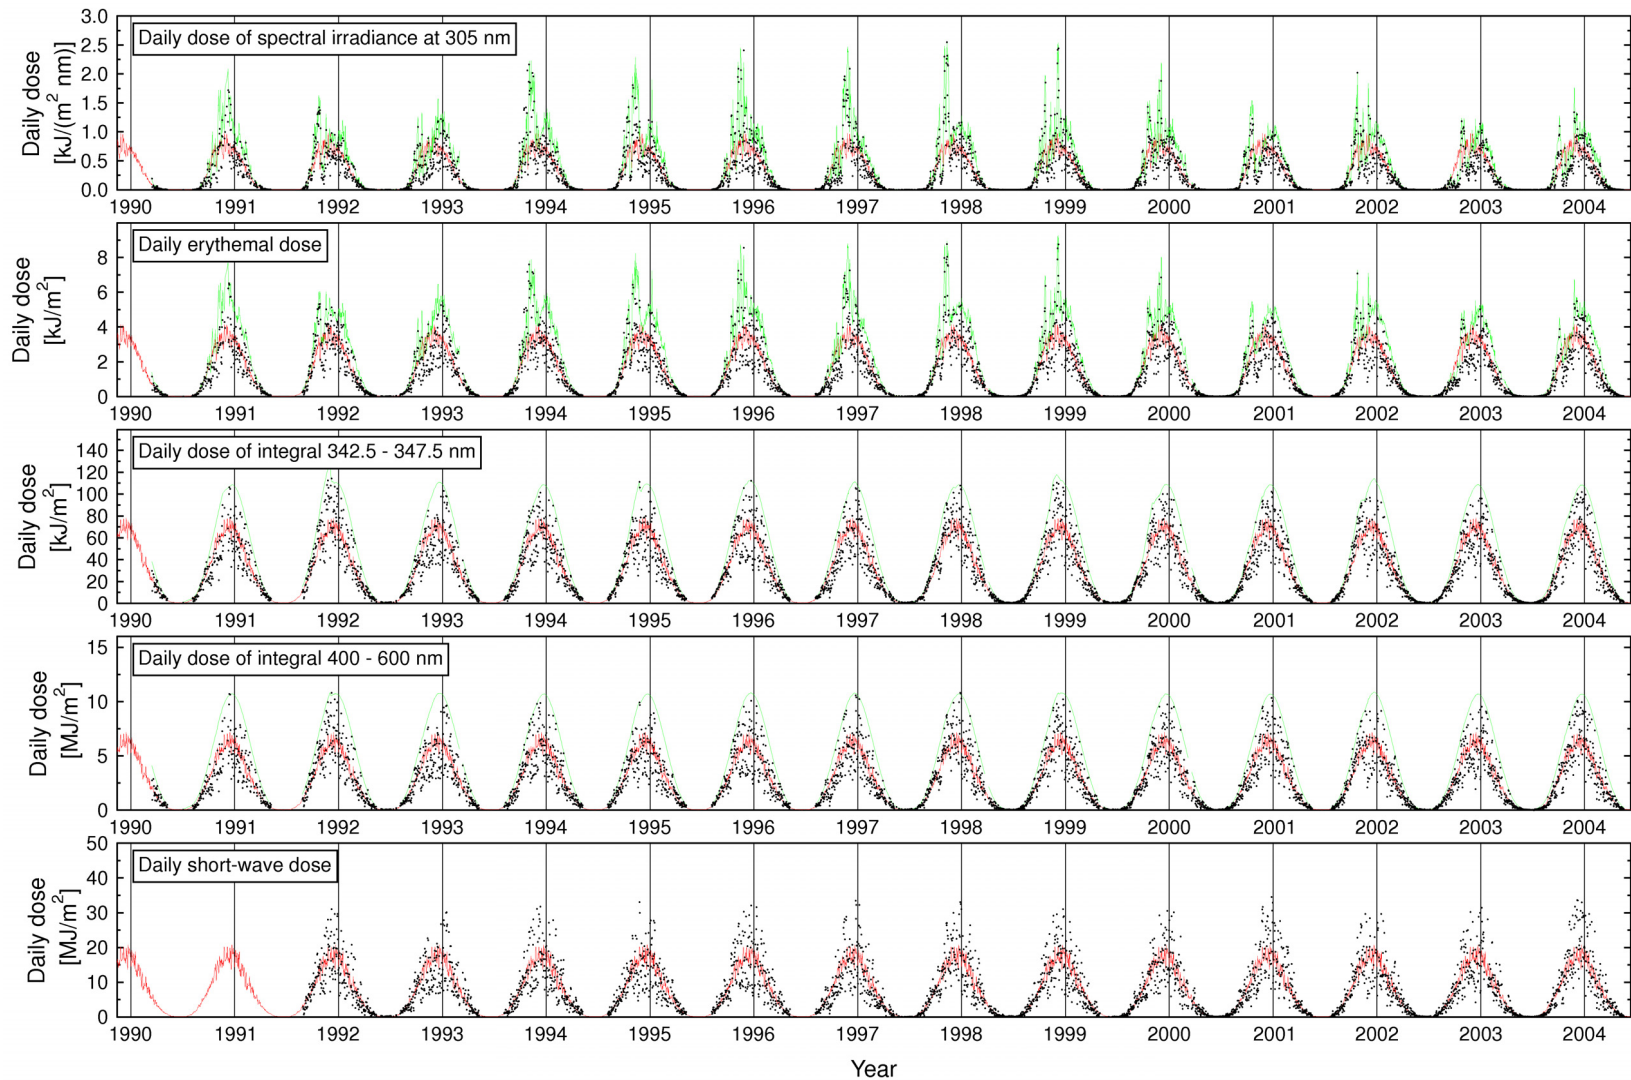 Daily dose of spectral irradiance at 305 nm
Daily dose
[kJ/(m² nm)]
3.0
2.5
2.0
1.5
1.0
0.5
0.0
1990 1991 1992 1993 1994 1995 1996 1997 1998 1999 2000 2001 2002 2003 2004
Daily erythemal dose
Daily dose
[kJ/m²]
8
6
4
2
0
1990 1991 1992 1993 1994 1995 1996 1997 1998 1999 2000 2001 2002 2003 2004
Daily dose of integral 342.5 - 347.5 nm
Daily dose
[kJ/m²]
140
120
100
80
60
40
20
0
1990 1991 1992 1993 1994 1995 1996 1997 1998 1999 2000 2001 2002 2003 2004
Daily dose of integral 400 - 600 nm
Daily dose
[MJ/m²]
15
10
5
0
1990 1991 1992 1993 1994 1995 1996 1997 1998 1999 2000 2001 2002 2003 2004
Daily short-wave dose
Daily dose
[MJ/m²]
50
40
30
20
10
0
1990 1991 1992 1993 1994 1995 1996 1997 1998 1999 2000 2001 2002 2003 2004
Year